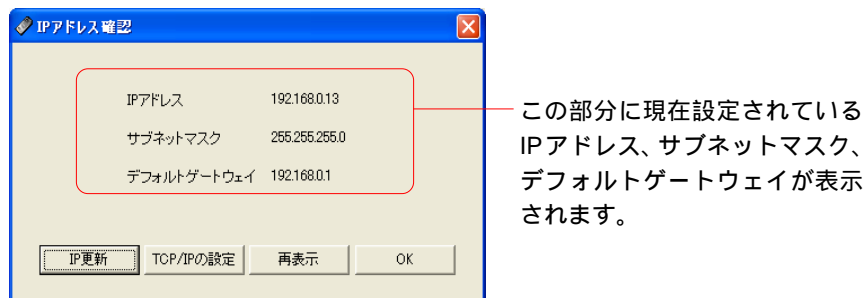 IPアドレス確認
IPアドレス 192.168.0.13
サブネットマスク 255.255.255.0
デフォルトゲートウェイ 192.168.0.1
IP更新 TCP/IPの設定 再表示 OK
この部分に現在設定されている
IPアドレス、サブネットマスク、
デフォルトゲートウェイが表示
されます。